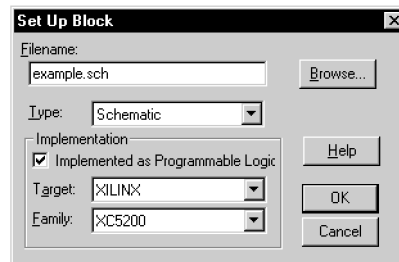 Set Up Block
Filename:
example.sch
Browse...
Type: Schematic
Implementation
Implemented as Programmable Logic
Help
Target: XILINX
OK
Family: XC5200
Cancel